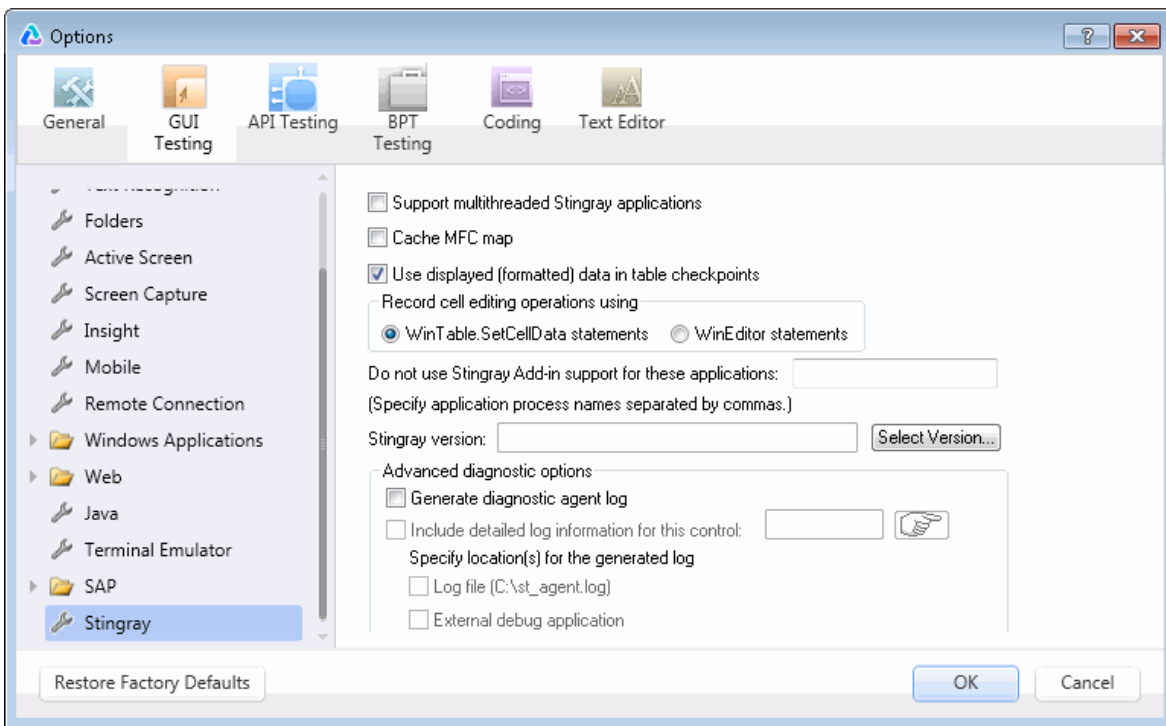 Options
General
GUI
Testing
API Testing
BPT
Testing
Coding
Text Editor
Text Recognition
Folders
Active Screen
Screen Capture
Insight
Mobile
Remote Connection
Windows Applications
Web
Java
Terminal Emulator
SAP
Stingray
Support multithreaded Stingray applications
Cache MFC map
Use displayed (formatted) data in table checkpoints
Record cell editing operations using
WinTable.SetCellData statements WinEditor statements
Do not use Stingray Add-in support for these applications:
(Specify application process names separated by commas.)
Stingray version: Select Version...
Advanced diagnostic options
Generate diagnostic agent log
Include detailed log information for this control:
Specify location(s) for the generated log
Log file (C:\st_agent.log)
External debug application
Restore Factory Defaults
OK
Cancel